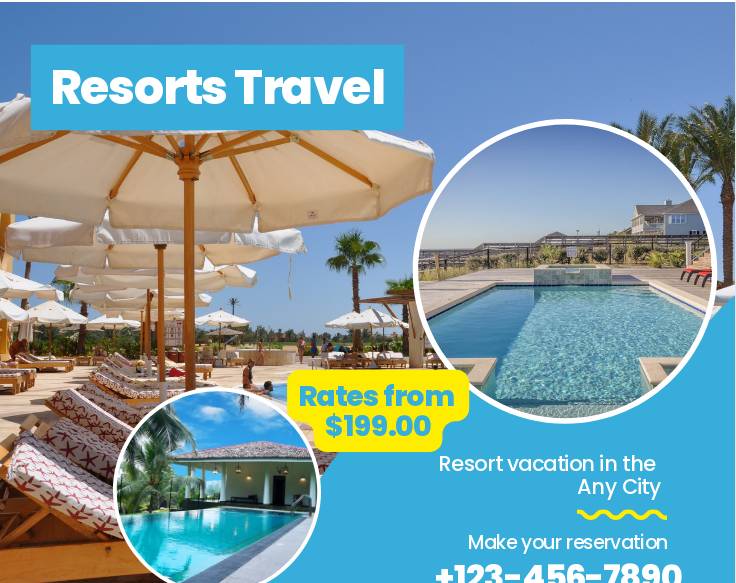 Resorts Travel
Rates from
$199.00
Resort vacation in the
Any City
Make your reservation
+123-456-7890